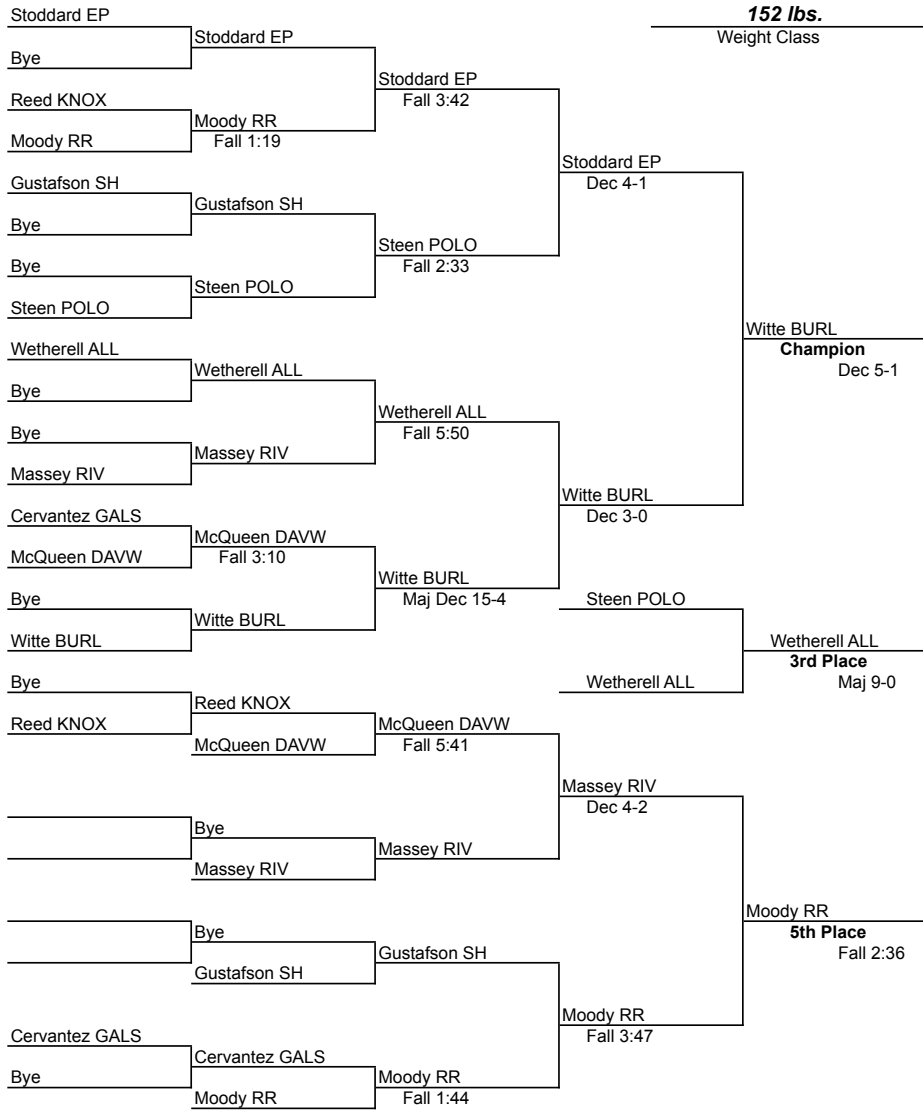 Stoddard EP
152 lbs.
Stoddard EP
Weight Class
Bye
Stoddard EP
Reed KNOX
Fall 3:42
Moody RR
Moody RR
Fall 1:19
Stoddard EP
Gustafson SH
Dec 4-1
Gustafson SH
Bye
Steen POLO
Bye
Fall 2:33
Steen POLO
Steen POLO
Witte BURL
Wetherell ALL
Champion
Wetherell ALL
Dec 5-1
Bye
Wetherell ALL
Bye
Fall 5:50
Massey RIV
Massey RIV
Witte BURL
Cervantez GALS
Dec 3-0
McQueen DAVW
McQueen DAVW
Fall 3:10
Witte BURL
Bye
Maj Dec 15-4
Steen POLO
Witte BURL
Witte BURL
Wetherell ALL
3rd Place
Bye
Wetherell ALL
Maj 9-0
Reed KNOX
Reed KNOX
McQueen DAVW
McQueen DAVW
Fall 5:41
Massey RIV
Dec 4-2
Bye
Massey RIV
Massey RIV
Moody RR
Bye
5th Place
Gustafson SH
Fall 2:36
Gustafson SH
Moody RR
Cervantez GALS
Fall 3:47
Cervantez GALS
Bye
Moody RR
Moody RR
Fall 1:44